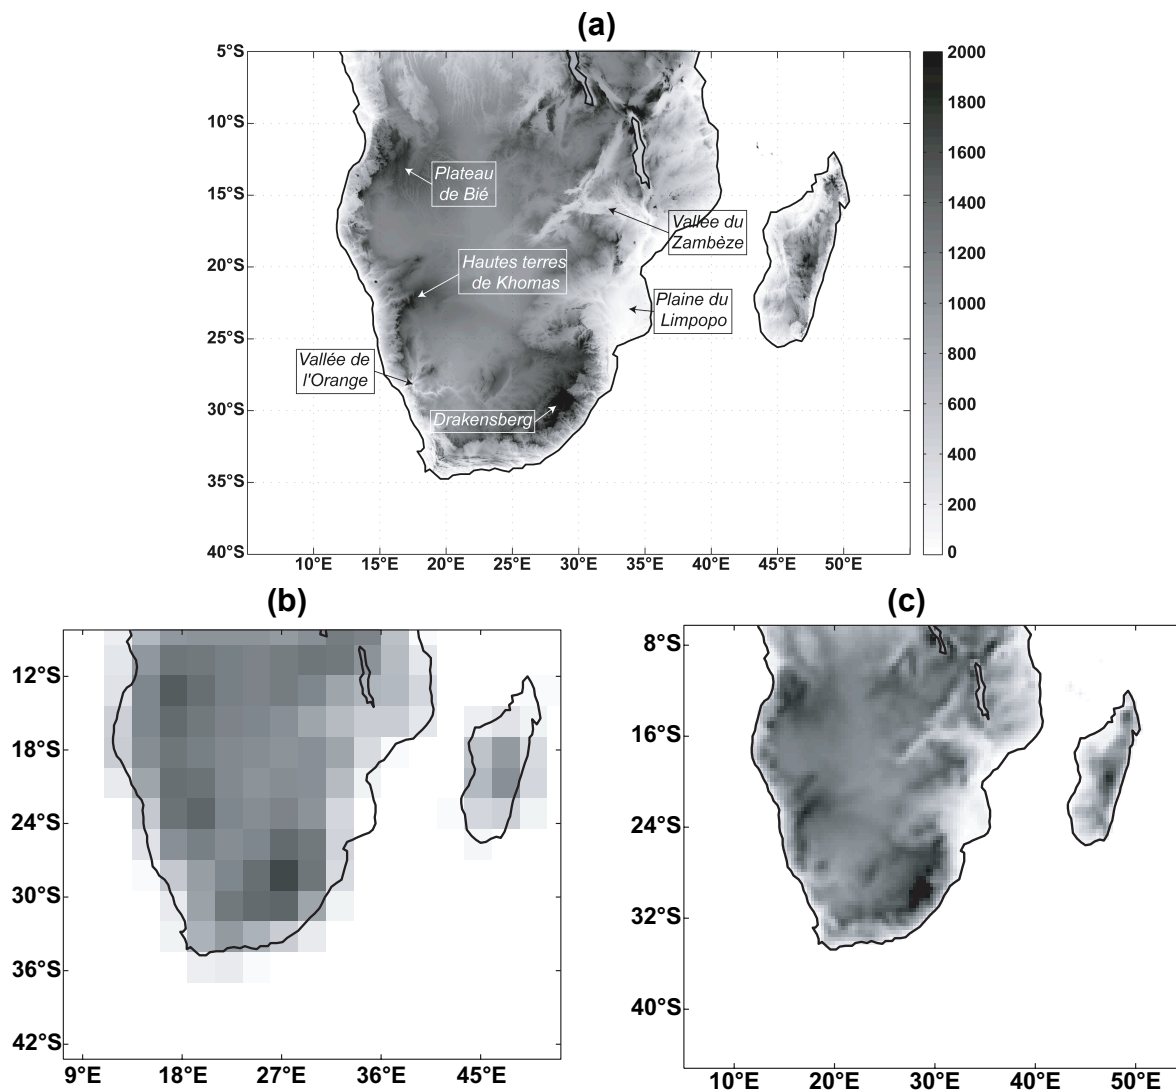 (a)
5°S
10°S
15°S
20°S
25°S
30°S
35°S
40°S
10°E 15°E 20°E 25°E 30°E 35°E 40°E 45°E 50°E
Plateau
de Bié
Vallée du
Zambèze
Hautes terres
de Khomas
Plaine du
Limpopo
Vallée de
l'Orange
Drakensberg
2000
1800
1600
1400
1200
1000
800
600
400
200
0
(b)
12°S
18°S
24°S
30°S
36°S
42°S
9°E 18°E 27°E 36°E 45°E
(c)
8°S
16°S
24°S
32°S
40°S
10°E 20°E 30°E 40°E 50°E